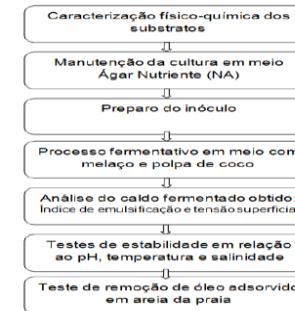 Caracterização físico-química dos
substratos
Manutenção da cultura em meio
Ágar Nutriente (NA)
Preparo do inóculo
Processo fermentativo em meio com
melaço e polpa de coco
Análise do caldo fermentado obtido:
Índice de emulsificação e tensão superficial
Testes de estabilidade em relação
ao pH, temperatura e salinidade
Teste de remoção de óleo adsorvido
em areia da praia